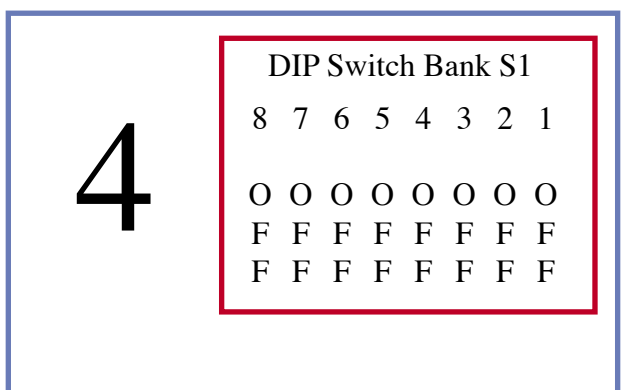 4
DIP Switch Bank S1
8 7 6 5 4 3 2 1
O O O O O O O O
F F F F F F F F
F F F F F F F F